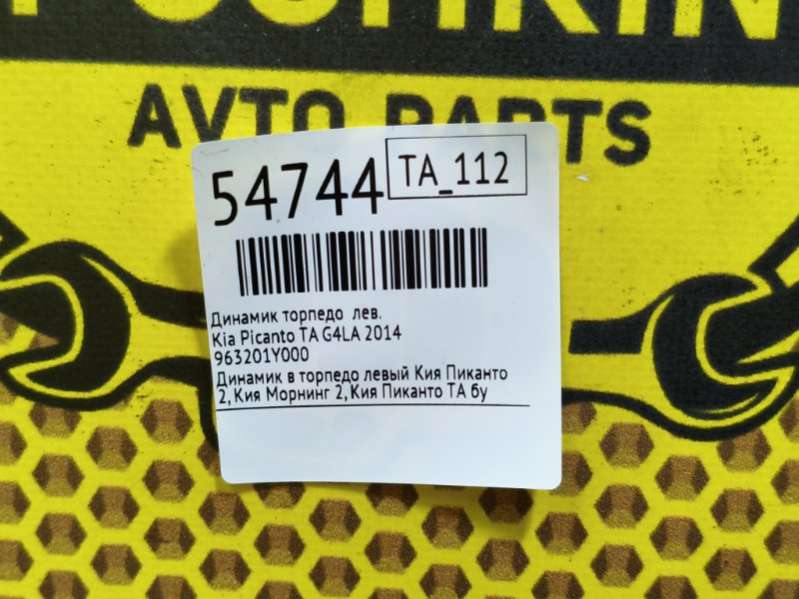 AVTO PARTS
54744
TA_112
Динамик торпедо лев.
Kia Picanto TA G4LA 2014
963201Y000
Динамик в торпедо левый Кия Пиканто
2,Кия Морнинг 2,Кия Пиканто ТА бу